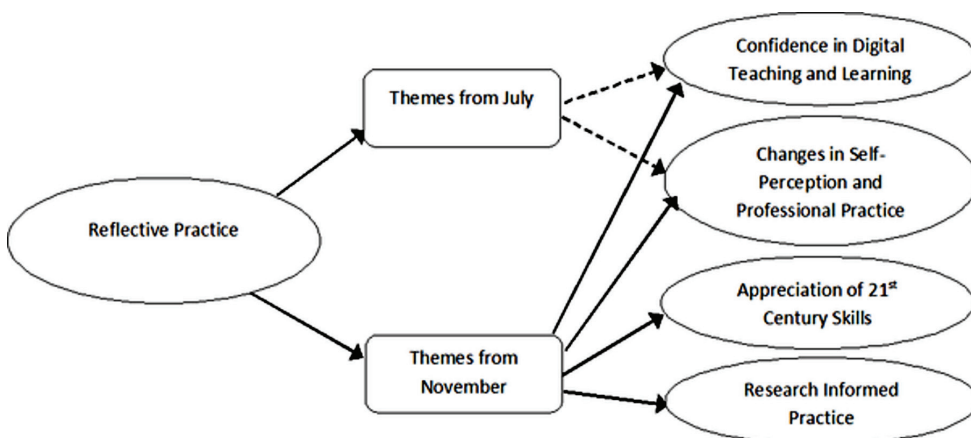 Reflective Practice
Themes from July
Themes from
November
Confidence in Digital
Teaching and Learning
Changes in Self-
Perception and
Professional Practice
Appreciation of 21st
Century Skills
Research Informed
Practice